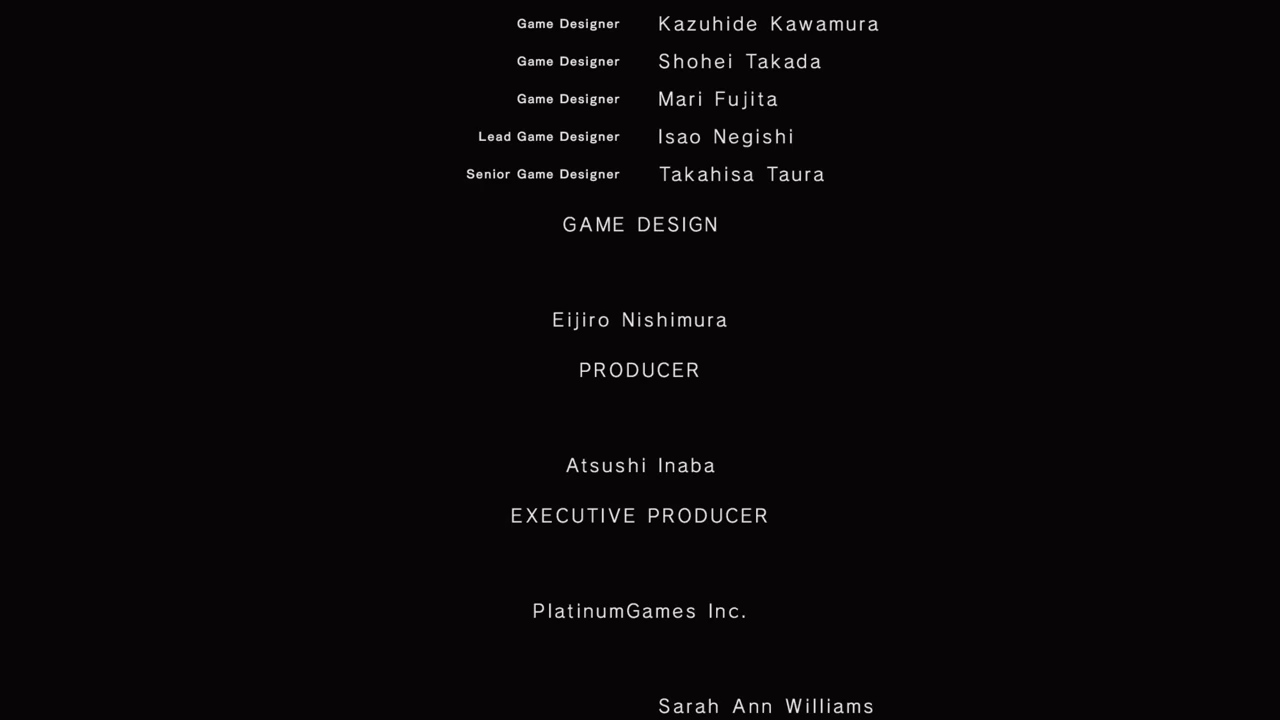 Game Designer Kazuhide Kawamura
Game Designer Shohei Takada
Game Designer Mari Fujita
Lead Game Designer Isao Negishi
Senior Game Designer Takahisa Taura
GAME DESIGN
Eijiro Nishimura
PRODUCER
Atsushi Inaba
EXECUTIVE PRODUCER
PlatinumGames Inc.
Sarah Ann Williams